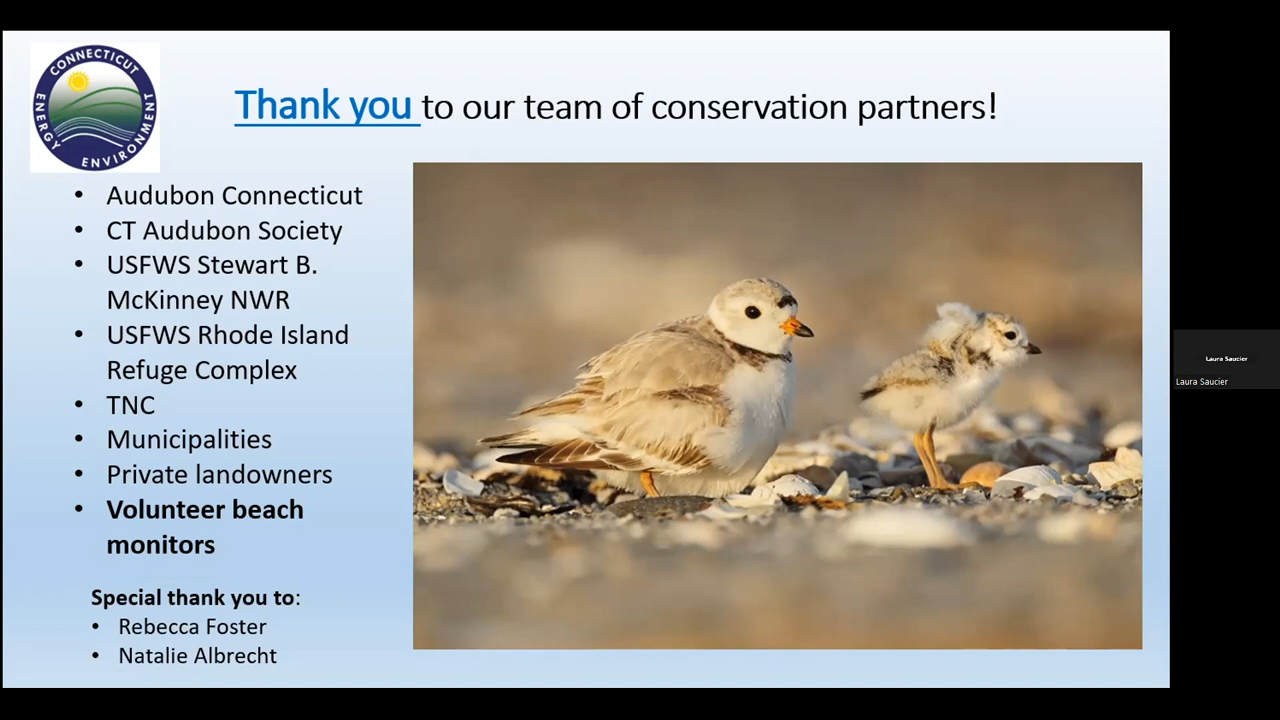 CONNECTICUT
ENERGY
ENVIRONMENT
Thank you to our team of conservation partners!
• Audubon Connecticut
• CT Audubon Society
• USFWS Stewart B.
McKinney NWR
• USFWS Rhode Island
Refuge Complex
• TNC
• Municipalities
• Private landowners
• Volunteer beach
monitors
Special thank you to:
• Rebecca Foster
• Natalie Albrecht
Laura Saucier
Laura Saucier